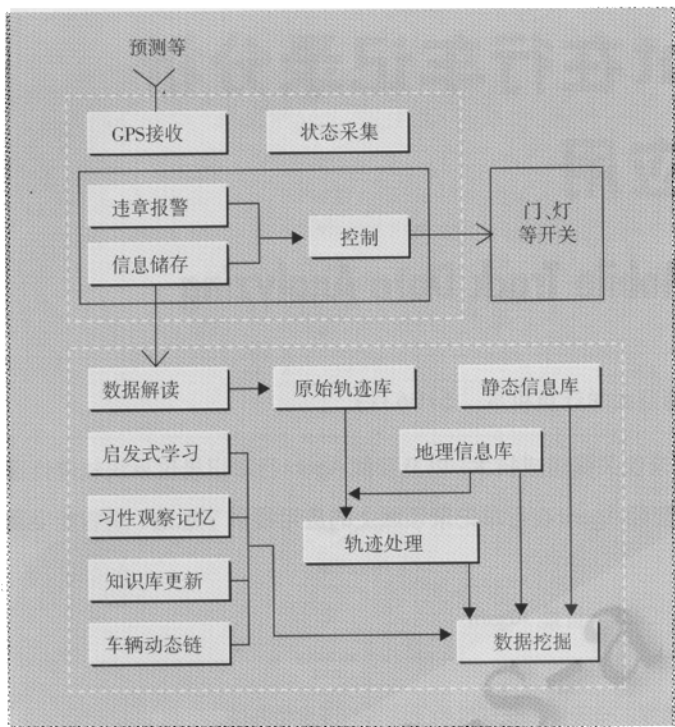 预测等
GPS接收
状态采集
违章报警
控制
门、灯
等开关
信息储存
数据解读
原始轨迹库
静态信息库
启发式学习
地理信息库
习性观察记忆
轨迹处理
知识库更新
车辆动态链
数据挖掘